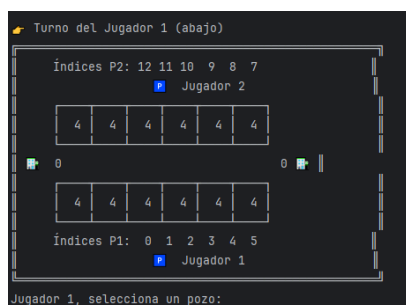 👉 Turno del Jugador 1 (abajo)
Índices P2: 12 11 10 9 8 7
🅿 Jugador 2
4 4 4 4 4 4
0 0
4 4 4 4 4 4
Índices P1: 0 1 2 3 4 5
🅿 Jugador 1
Jugador 1, selecciona un pozo: